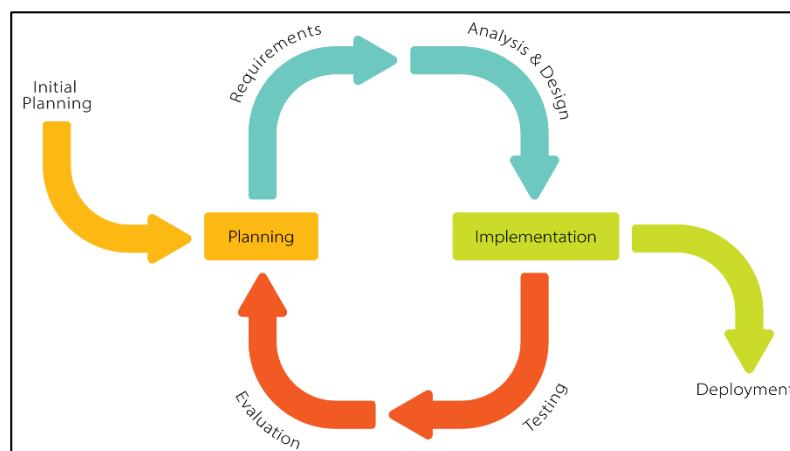 Requirements
Analysis & Design
Initial
Planning
Planning
Implementation
Evaluation
Testing
Deployment